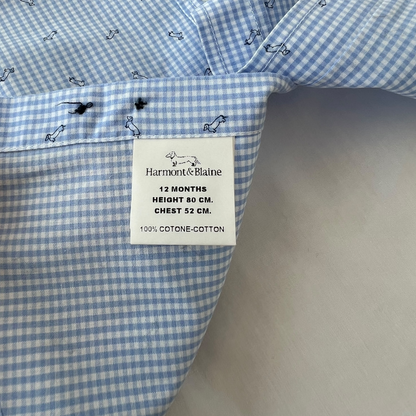 Harmont & Blaine
12 MONTHS
HEIGHT 80 CM.
CHEST 52 CM.
100% COTONE-COTTON